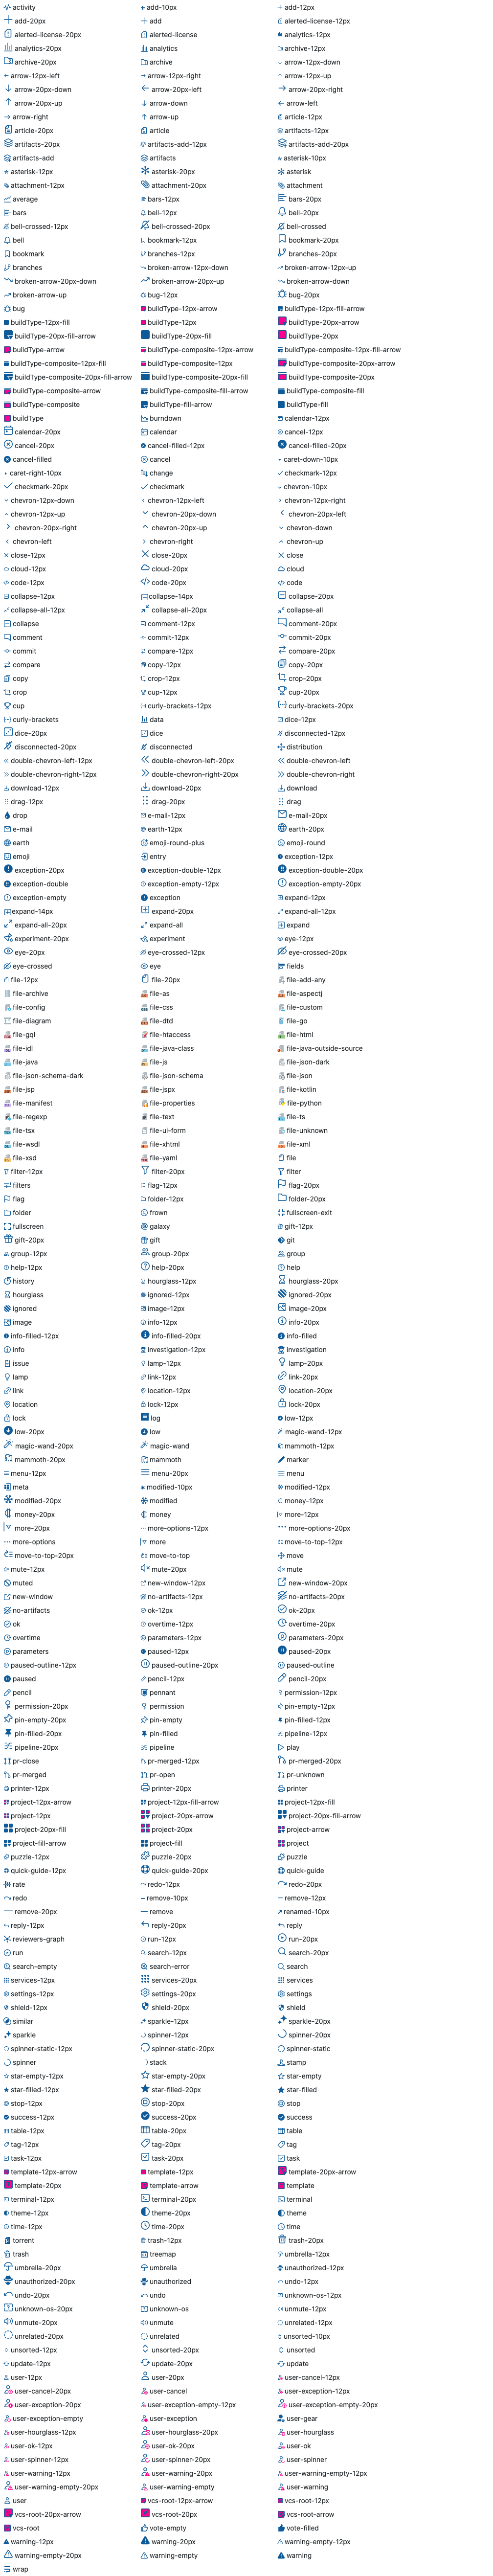 activity add-10px add-12px
add-20px add alerted-license-12px
alerted-license-20px alerted-license analytics-12px
analytics-20px analytics archive-12px
archive-20px archive arrow-12px-down
arrow-12px-left arrow-12px-right arrow-12px-up
arrow-20px-down arrow-20px-left arrow-20px-right
arrow-20px-up arrow-down arrow-left
arrow-right arrow-up article-12px
article-20px article artifacts-12px
artifacts-20px artifacts-add-12px artifacts-add-20px
artifacts-add artifacts asterisk-10px
asterisk-12px asterisk-20px asterisk
attachment-12px attachment-20px attachment
average bars-12px bars-20px
bars bell-12px bell-20px
bell-crossed-12px bell-crossed-20px bell-crossed
bell bookmark-12px bookmark-20px
bookmark branches-12px branches-20px
branches broken-arrow-12px-down broken-arrow-12px-up
broken-arrow-20px-down broken-arrow-20px-up broken-arrow-down
broken-arrow-up bug-12px bug-20px
bug buildType-12px-arrow buildType-12px-fill-arrow
buildType-12px-fill buildType-12px buildType-20px-arrow
buildType-20px-fill-arrow buildType-20px-fill buildType-20px
buildType-arrow buildType-composite-12px-arrow buildType-composite-12px-fill-arrow
buildType-composite-12px-fill buildType-composite-12px buildType-composite-20px-arrow
buildType-composite-20px-fill-arrow buildType-composite-20px-fill buildType-composite-20px
buildType-composite-arrow buildType-composite-fill-arrow buildType-composite-fill
buildType-composite buildType-fill-arrow buildType-fill
buildType burndown calendar-12px
calendar-20px calendar cancel-12px
cancel-20px cancel-filled-12px cancel-filled-20px
cancel-filled cancel caret-down-10px
caret-right-10px change checkmark-12px
checkmark-20px checkmark chevron-10px
chevron-12px-down chevron-12px-left chevron-12px-right
chevron-12px-up chevron-20px-down chevron-20px-left
chevron-20px-right chevron-20px-up chevron-down
chevron-left chevron-right chevron-up
close-12px close-20px close
cloud-12px cloud-20px cloud
code-12px code-20px code
collapse-12px collapse-14px collapse-20px
collapse-all-12px collapse-all-20px collapse-all
collapse comment-12px comment-20px
comment commit-12px commit-20px
commit compare-12px compare-20px
compare copy-12px copy-20px
copy crop-12px crop-20px
crop cup-12px cup-20px
cup curly-brackets-12px curly-brackets-20px
curly-brackets data dice-12px
dice-20px dice disconnected-12px
disconnected-20px disconnected distribution
double-chevron-left-12px double-chevron-left-20px double-chevron-left
double-chevron-right-12px double-chevron-right-20px double-chevron-right
download-12px download-20px download
drag-12px drag-20px drag
drop e-mail-12px e-mail-20px
e-mail earth-12px earth-20px
earth emoji-round-plus emoji-round
emoji entry exception-12px
exception-20px exception-double-12px exception-double-20px
exception-double exception-empty-12px exception-empty-20px
exception-empty exception expand-12px
expand-14px expand-20px expand-all-12px
expand-all-20px expand-all expand
experiment-20px experiment eye-12px
eye-20px eye-crossed-12px eye-crossed-20px
eye-crossed eye fields
file-12px file-20px file-add-any
file-archive file-as file-aspectj
file-config file-css file-custom
file-diagram file-dtd file-go
file-gql file-htaccess file-html
file-idl file-java-class file-java-outside-source
file-java file-js file-json-dark
file-json-schema-dark file-json-schema file-json
file-jsp file-jspx file-kotlin
file-manifest file-properties file-python
file-regexp file-text file-ts
file-tsx file-ui-form file-unknown
file-wsdl file-xhtml file-xml
file-xsd file-yaml file
filter-12px filter-20px filter
filters flag-12px flag-20px
flag folder-12px folder-20px
folder frown fullscreen-exit
fullscreen galaxy gift-12px
gift-20px gift git
group-12px group-20px group
help-12px help-20px help
history hourglass-12px hourglass-20px
hourglass ignored-12px ignored-20px
ignored image-12px image-20px
image info-12px info-20px
info-filled-12px info-filled-20px info-filled
info investigation-12px investigation
issue lamp-12px lamp-20px
lamp link-12px link-20px
link location-12px location-20px
location lock-12px lock-20px
lock log low-12px
low-20px low magic-wand-12px
magic-wand-20px magic-wand mammoth-12px
mammoth-20px mammoth marker
menu-12px menu-20px menu
meta modified-10px modified-12px
modified-20px modified money-12px
money-20px money more-12px
more-20px more-options-12px more-options-20px
more-options more move-to-top-12px
move-to-top-20px move-to-top move
mute-12px mute-20px mute
muted new-window-12px new-window-20px
new-window no-artifacts-12px no-artifacts-20px
no-artifacts ok-12px ok-20px
ok overtime-12px overtime-20px
overtime parameters-12px parameters-20px
parameters paused-12px paused-20px
paused-outline-12px paused-outline-20px paused-outline
paused pencil-12px pencil-20px
pencil pennant permission-12px
permission-20px permission pin-empty-12px
pin-empty-20px pin-empty pin-filled-12px
pin-filled-20px pin-filled pipeline-12px
pipeline-20px pipeline play
pr-close pr-merged-12px pr-merged-20px
pr-merged pr-open pr-unknown
printer-12px printer-20px printer
project-12px-arrow project-12px-fill-arrow project-12px-fill
project-12px project-20px-arrow project-20px-fill-arrow
project-20px-fill project-20px project-arrow
project-fill-arrow project-fill project
puzzle-12px puzzle-20px puzzle
quick-guide-12px quick-guide-20px quick-guide
rate redo-12px redo-20px
redo remove-10px remove-12px
remove-20px remove renamed-10px
reply-12px reply-20px reply
reviewers-graph run-12px run-20px
run search-12px search-20px
search-empty search-error search
services-12px services-20px services
settings-12px settings-20px settings
shield-12px shield-20px shield
similar sparkle-12px sparkle-20px
sparkle spinner-12px spinner-20px
spinner-static-12px spinner-static-20px spinner-static
spinner stack stamp
star-empty-12px star-empty-20px star-empty
star-filled-12px star-filled-20px star-filled
stop-12px stop-20px stop
success-12px success-20px success
table-12px table-20px table
tag-12px tag-20px tag
task-12px task-20px task
template-12px-arrow template-12px template-20px-arrow
template-20px template-arrow template
terminal-12px terminal-20px terminal
theme-12px theme-20px theme
time-12px time-20px time
torrent trash-12px trash-20px
trash treemap umbrella-12px
umbrella-20px umbrella unauthorized-12px
unauthorized-20px unauthorized undo-12px
undo-20px undo unknown-os-12px
unknown-os-20px unknown-os unmute-12px
unmute-20px unmute unrelated-12px
unrelated-20px unrelated unsorted-10px
unsorted-12px unsorted-20px unsorted
update-12px update-20px update
user-12px user-20px user-cancel-12px
user-cancel-20px user-cancel user-exception-12px
user-exception-20px user-exception-empty-12px user-exception-empty-20px
user-exception-empty user-exception user-gear
user-hourglass-12px user-hourglass-20px user-hourglass
user-ok-12px user-ok-20px user-ok
user-spinner-12px user-spinner-20px user-spinner
user-warning-12px user-warning-20px user-warning-empty-12px
user-warning-empty-20px user-warning-empty user-warning
user vcs-root-12px-arrow vcs-root-12px
vcs-root-20px-arrow vcs-root-20px vcs-root-arrow
vcs-root vote-empty vote-filled
warning-12px warning-20px warning-empty-12px
warning-empty-20px warning-empty warning
wrap